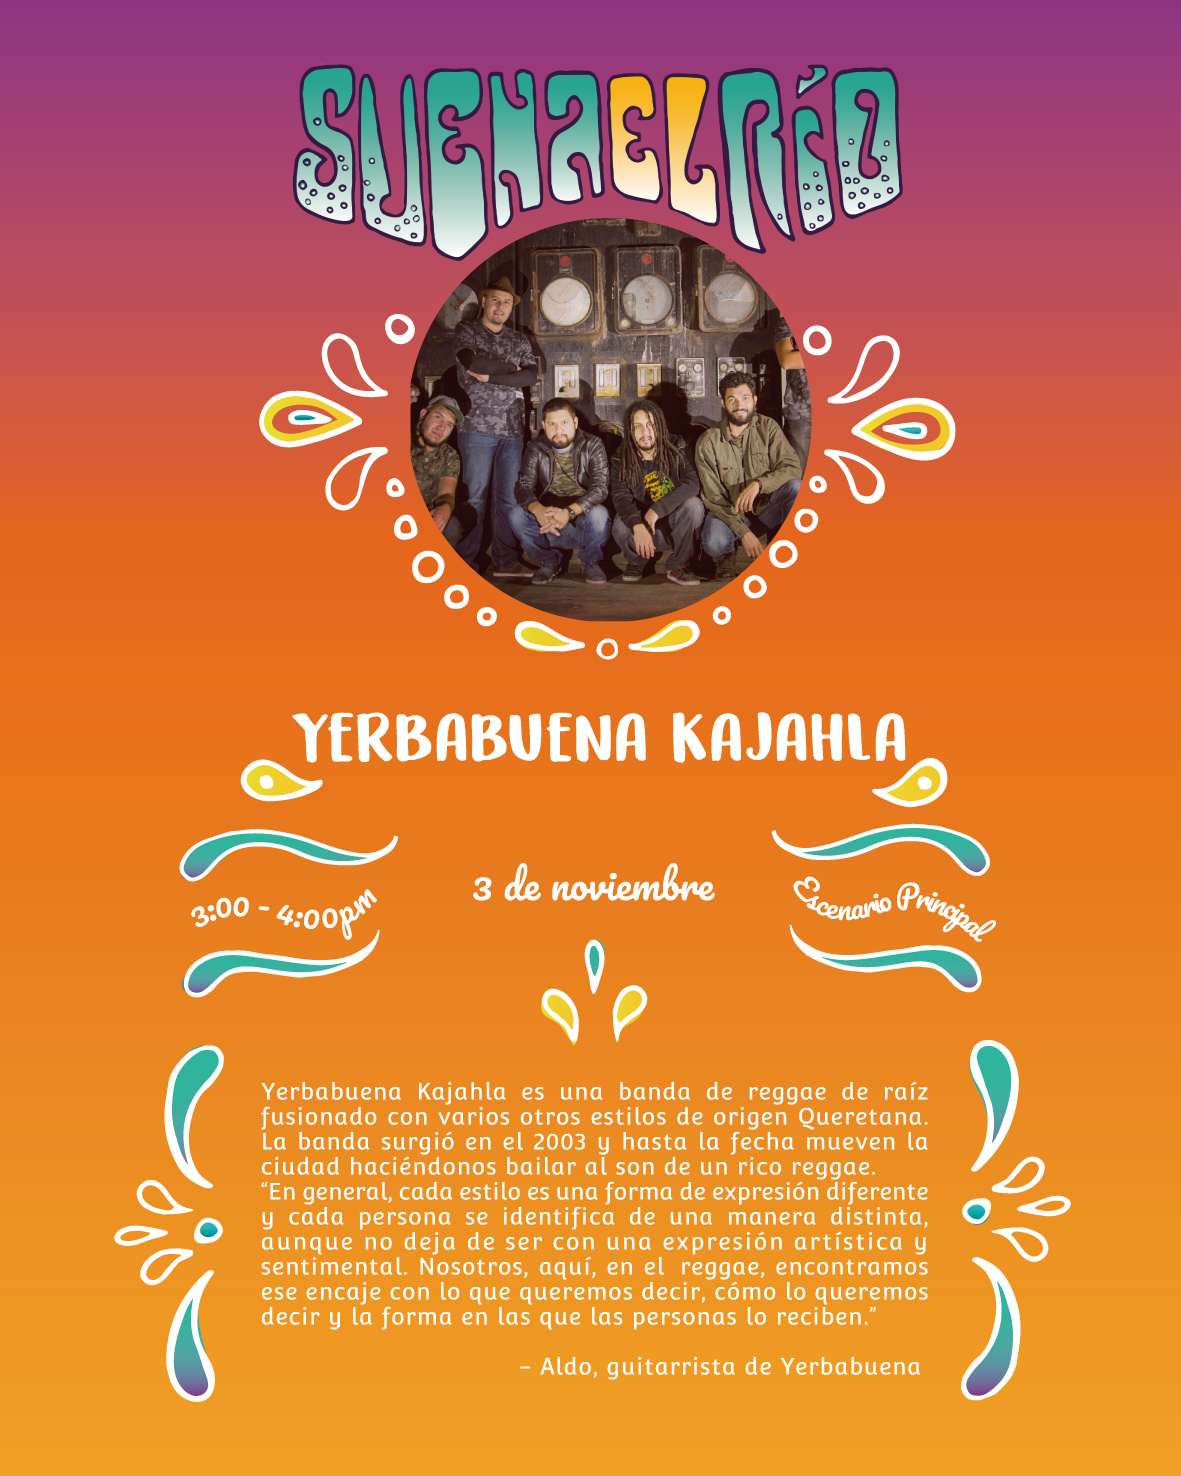 SUENA EL RÍO
YERBABUENA KAJAHLA
3:00 - 4:00pm
3 de noviembre
Escenario Principal
Yerbabuena Kajahla es una banda de reggae de raíz
fusionado con varios otros estilos de origen Queretana.
La banda surgió en el 2003 y hasta la fecha mueven la
ciudad haciéndonos bailar al son de un rico reggae.
“En general, cada estilo es una forma de expresión diferente
y cada persona se identifica de una manera distinta,
aunque no deja de ser con una expresión artística y
sentimental. Nosotros, aquí, en el reggae, encontramos
ese encaje con lo que queremos decir, cómo lo queremos
decir y la forma en las que las personas lo reciben.”
– Aldo, guitarrista de Yerbabuena